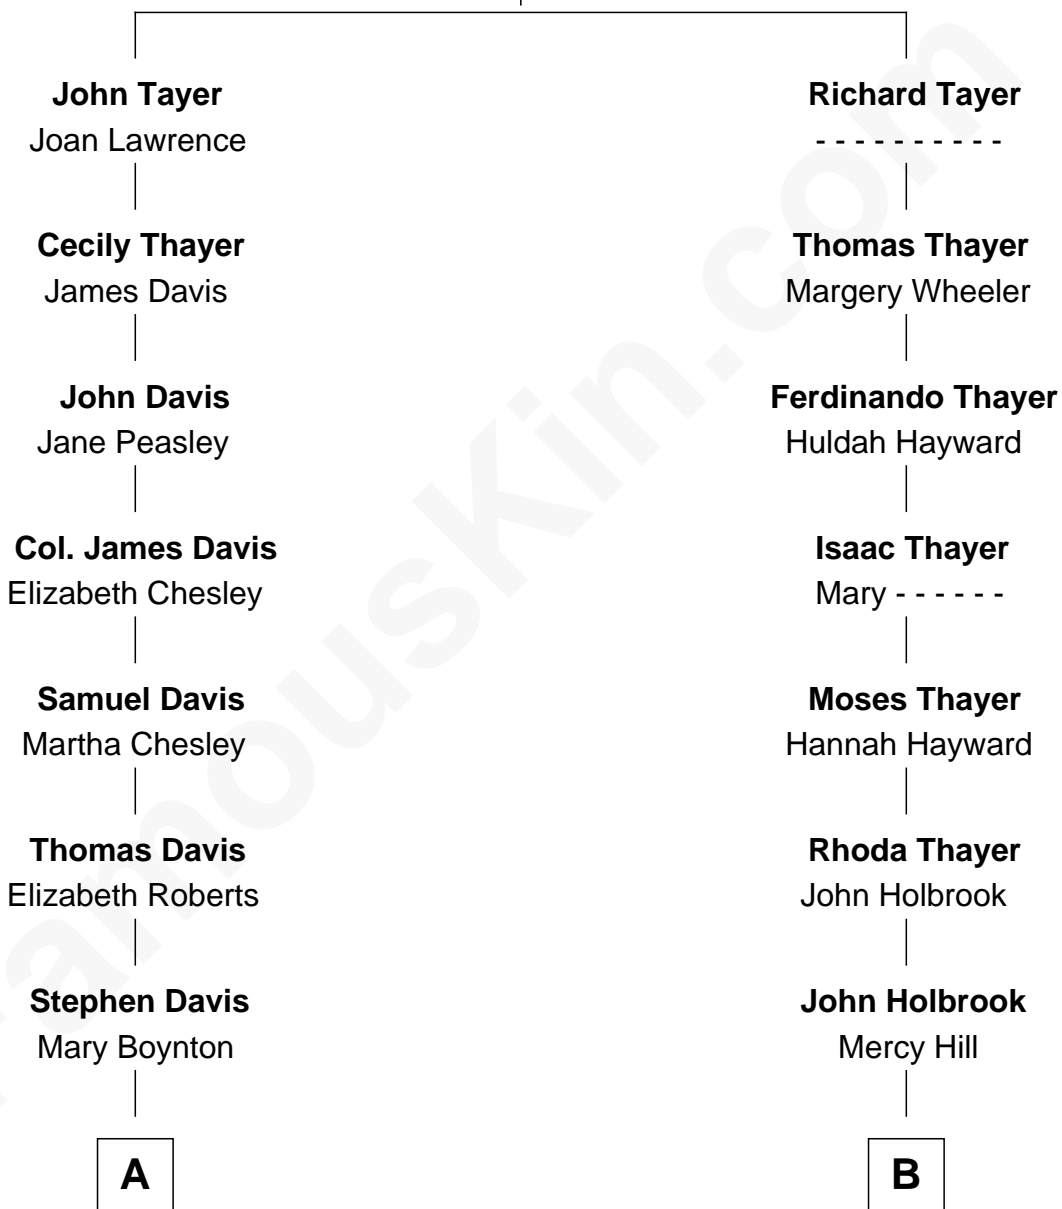 John Tayer
Joan Lawrence
Cecily Thayer
James Davis
John Davis
Jane Peasley
Col. James Davis
Elizabeth Chesley
Samuel Davis
Martha Chesley
Thomas Davis
Elizabeth Roberts
Stephen Davis
Mary Boynton
A
Richard Tayer
- - - - - - - - - -
Thomas Thayer
Margery Wheeler
Ferdinando Thayer
Huldah Hayward
Isaac Thayer
Mary - - - - - -
Moses Thayer
Hannah Hayward
Rhoda Thayer
John Holbrook
John Holbrook
Mercy Hill
B
FamousKin.com